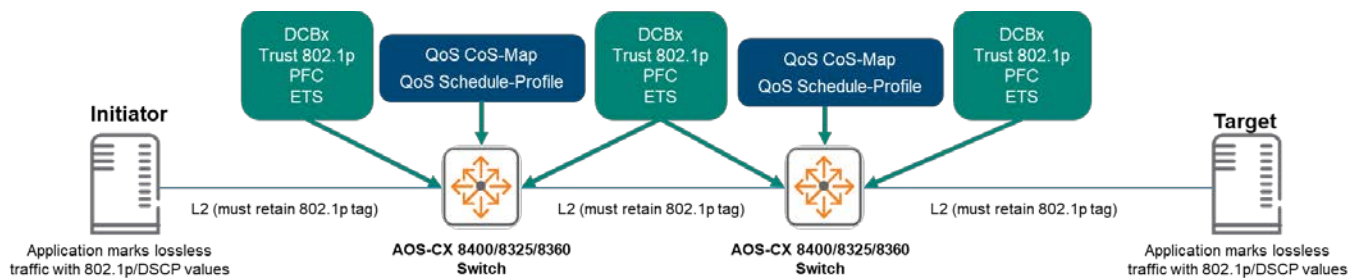 DCBx
Trust 802.1p
PFC
ETS
QoS CoS-Map
QoS Schedule-Profile
DCBx
Trust 802.1p
PFC
ETS
QoS CoS-Map
QoS Schedule-Profile
DCBx
Trust 802.1p
PFC
ETS
Initiator
Target
L2 (must retain 802.1p tag)
L2 (must retain 802.1p tag)
L2 (must retain 802.1p tag)
Application marks lossless
traffic with 802.1p/DSCP values
AOS-CX 8400/8325/8360
Switch
AOS-CX 8400/8325/8360
Switch
Application marks lossless
traffic with 802.1p/DSCP values